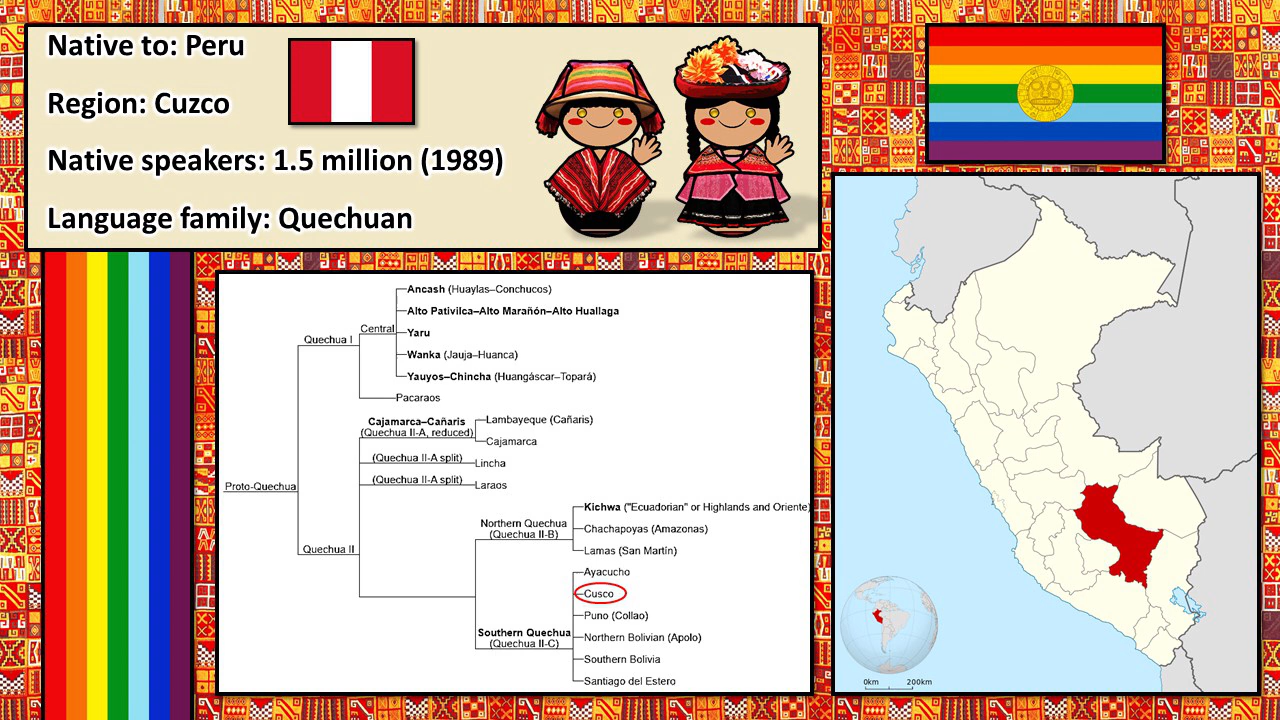 Native to: Peru
Region: Cuzco
Native speakers: 1.5 million (1989)
Language family: Quechuan
Ancash (Huaylas–Conchucos)
Alto Pativilca–Alto Marañón–Alto Huallaga
Central
Yaru
Quechua I
Wanka (Jauja–Huanca)
Yauyos–Chincha (Huangáscar–Topará)
Pacaraos
Cajamarca–Cañaris
(Quechua II-A, reduced)
Lambayeque (Cañaris)
Cajamarca
(Quechua II-A split)
Lincha
(Quechua II-A split)
Laraos
Proto-Quechua
Kichwa ("Ecuadorian" or Highlands and Oriente)
Northern Quechua
(Quechua II-B)
Chachapoyas (Amazonas)
Lamas (San Martín)
Quechua II
Ayacucho
Cusco
Puno (Collao)
Southern Quechua
(Quechua II-C)
Northern Bolivian (Apolo)
Southern Bolivia
Santiago del Estero
0km 200km